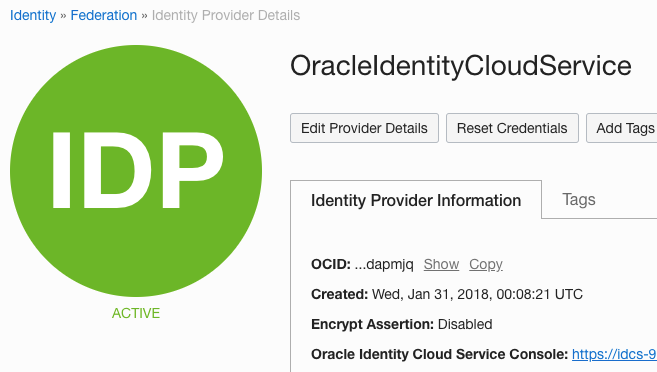 Identity » Federation » Identity Provider Details
IDP
ACTIVE
OracleIdentityCloudService
Edit Provider Details
Reset Credentials
Add Tags
Identity Provider Information
Tags
OCID: ...dapmjq Show Copy
Created: Wed, Jan 31, 2018, 00:08:21 UTC
Encrypt Assertion: Disabled
Oracle Identity Cloud Service Console: https://idcs-9